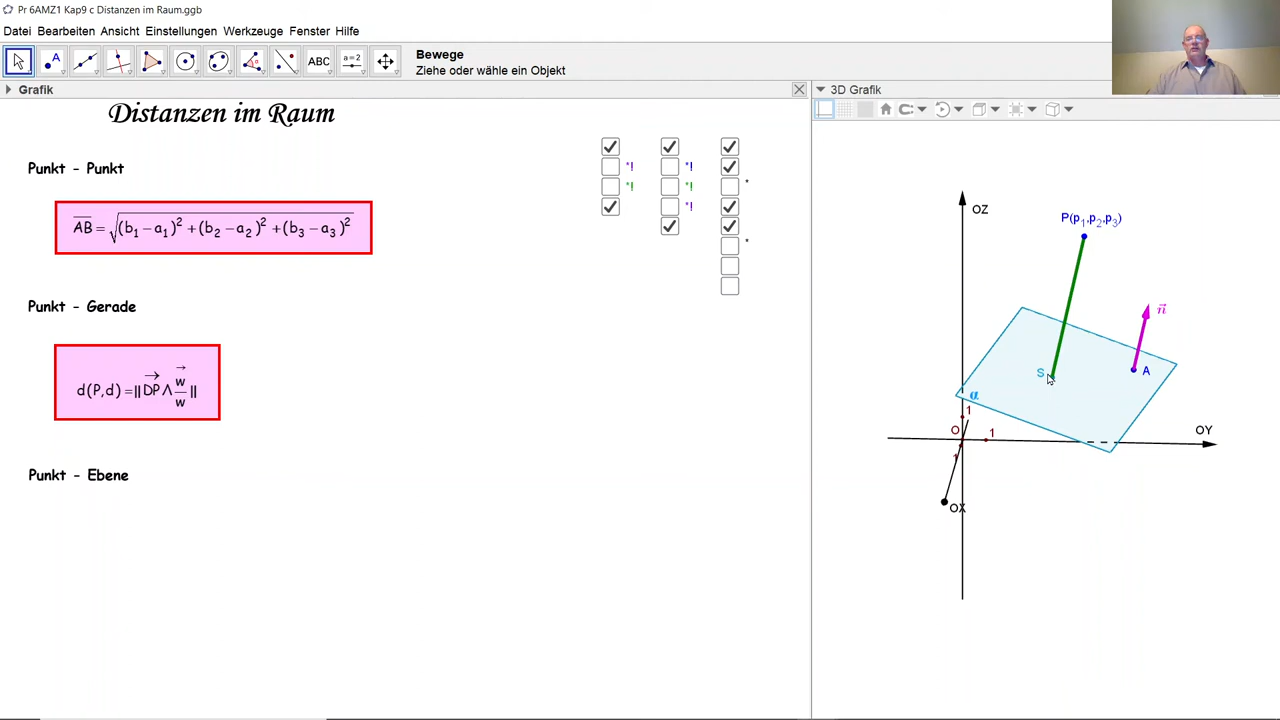 Pr 6AMZ1 Kap9 c Distanzen im Raum.ggb
Datei Bearbeiten Ansicht Einstellungen Werkzeuge Fenster Hilfe
A
ABC
a=2
Bewege
Ziehe oder wähle ein Objekt
Grafik
3D Grafik
Distanzen im Raum
*!
*!
*
*!
*!
*!
*
Punkt - Punkt
AB = √(b1 - a1)² + (b2 - a2)² + (b3 - a3)²
Punkt - Gerade
d(P,d) = || DP ∧ w/w ||
Punkt - Ebene
OZ
P(p1,p2,p3)
n
S
A
α
1
O
1
OY
1
OX